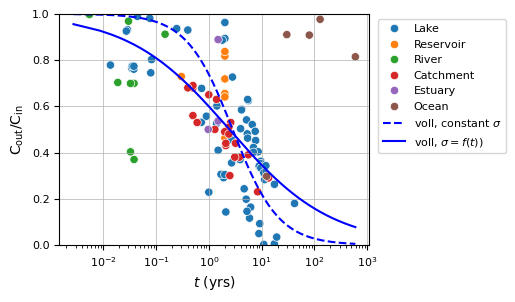 1.0
0.8
0.6
0.4
0.2
0.0
C_out/C_in
10^-2
10^-1
10^0
10^1
10^2
10^3
t (yrs)
Lake
Reservoir
River
Catchment
Estuary
Ocean
voll, constant σ
voll, σ = f(t))